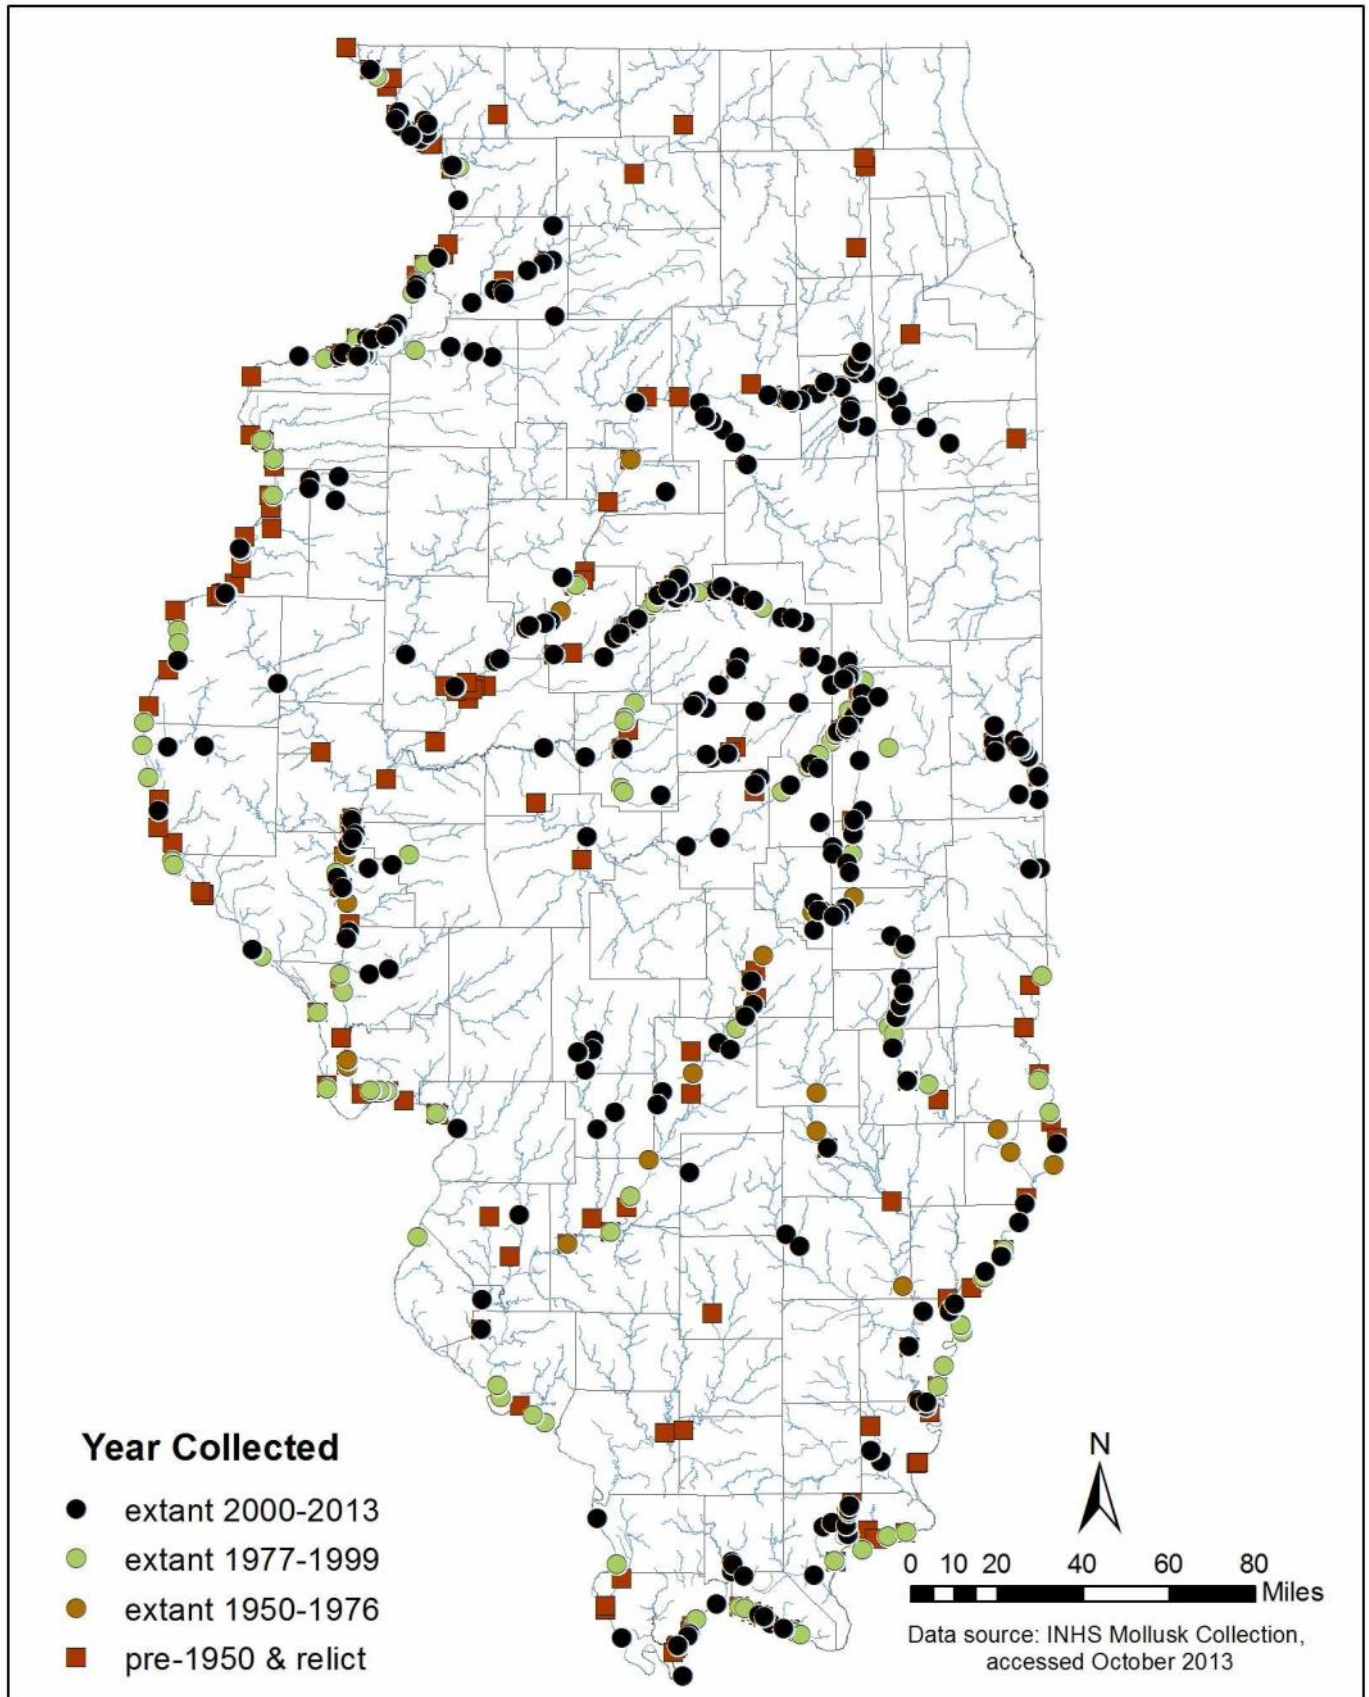 Year Collected
extant 2000-2013
extant 1977-1999
extant 1950-1976
pre-1950 & relict
N
0 10 20 40 60 80
Miles
Data source: INHS Mollusk Collection,
accessed October 2013